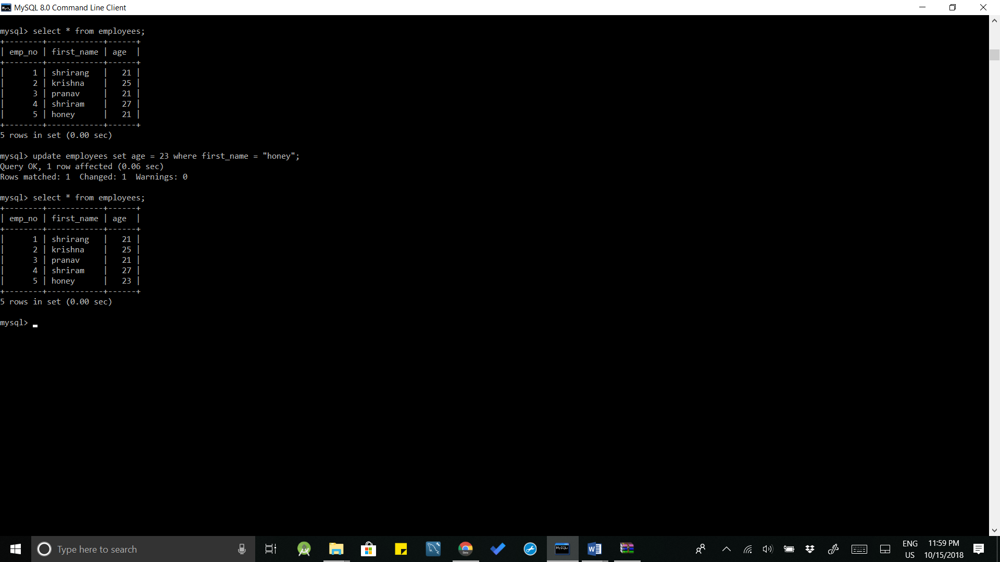 MySQL 8.0 Command Line Client
mysql> select * from employees;
+--------+------------+------+
| emp_no | first_name | age  |
+--------+------------+------+
|      1 | shrirang   |   21 |
|      2 | krishna    |   25 |
|      3 | pranav     |   21 |
|      4 | shriram    |   27 |
|      5 | honey      |   21 |
+--------+------------+------+
5 rows in set (0.00 sec)
mysql> update employees set age = 23 where first_name = "honey";
Query OK, 1 row affected (0.06 sec)
Rows matched: 1  Changed: 1  Warnings: 0
mysql> select * from employees;
+--------+------------+------+
| emp_no | first_name | age  |
+--------+------------+------+
|      1 | shrirang   |   21 |
|      2 | krishna    |   25 |
|      3 | pranav     |   21 |
|      4 | shriram    |   27 |
|      5 | honey      |   23 |
+--------+------------+------+
5 rows in set (0.00 sec)
mysql>
Type here to search
ENG
US
11:59 PM
10/15/2018